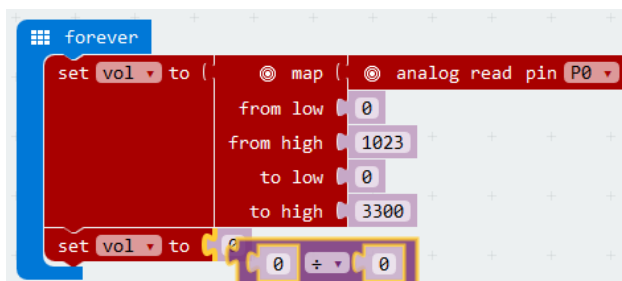 forever
set vol to ( map ( analog read pin P0
from low 0
from high 1023
to low 0
to high 3300
set vol to
0 ÷ 0